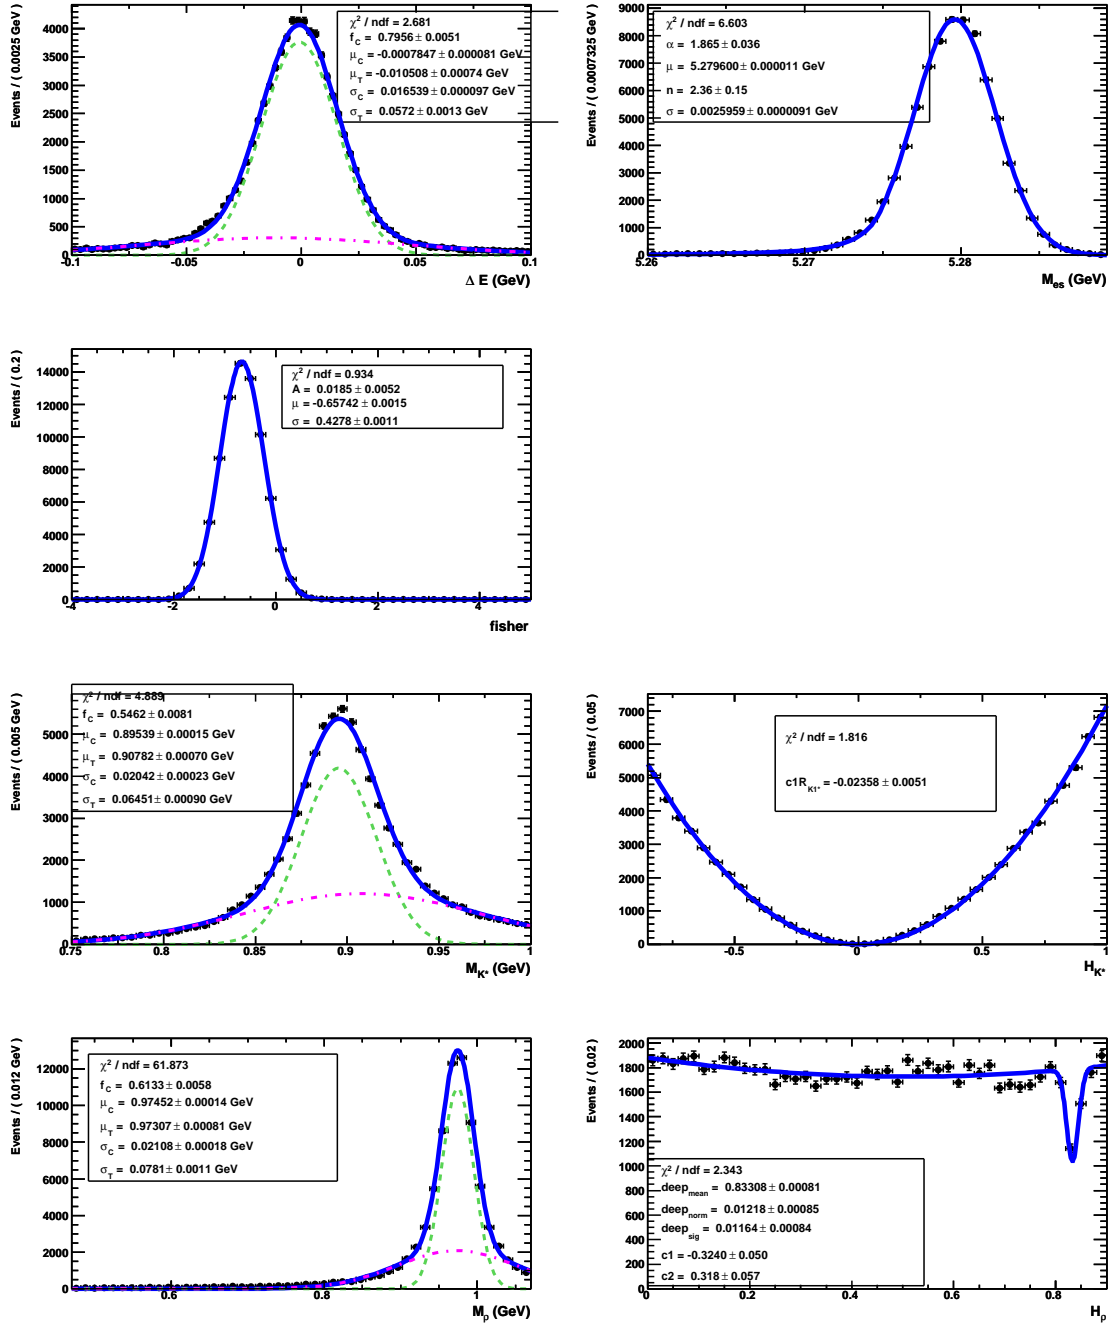 Events / ( 0.0025 GeV )
4000
3500
3000
2500
2000
1500
1000
500
0
χ² / ndf = 2.681
f_C = 0.7956 ± 0.0051
μ_C = -0.0007847 ± 0.000081 GeV
μ_T = -0.010508 ± 0.00074 GeV
σ_C = 0.016539 ± 0.000097 GeV
σ_T = 0.0572 ± 0.0013 GeV
-0.1 -0.05 0 0.05 0.1
Δ E (GeV)
Events / ( 0.0007325 GeV )
9000
8000
7000
6000
5000
4000
3000
2000
1000
0
χ² / ndf = 6.603
α = 1.865 ± 0.036
μ = 5.279600 ± 0.000011 GeV
n = 2.36 ± 0.15
σ = 0.0025959 ± 0.0000091 GeV
5.26 5.27 5.28
M_es (GeV)
Events / ( 0.2 )
14000
12000
10000
8000
6000
4000
2000
0
χ² / ndf = 0.934
A = 0.0185 ± 0.0052
μ = -0.65742 ± 0.0015
σ = 0.4278 ± 0.0011
-4 -2 0 2 4
fisher
Events / ( 0.005 GeV )
5000
4000
3000
2000
1000
0
χ² / ndf = 4.889
f_C = 0.5462 ± 0.0081
μ_C = 0.89539 ± 0.00015 GeV
μ_T = 0.90782 ± 0.00070 GeV
σ_C = 0.02042 ± 0.00023 GeV
σ_T = 0.06451 ± 0.00090 GeV
0.75 0.8 0.85 0.9 0.95 1
M_K* (GeV)
Events / ( 0.05 )
7000
6000
5000
4000
3000
2000
1000
0
χ² / ndf = 1.816
c1R_K1* = -0.02358 ± 0.0051
-0.5 0 0.5 1
H_K*
Events / ( 0.012 GeV )
12000
10000
8000
6000
4000
2000
0
χ² / ndf = 61.873
f_C = 0.6133 ± 0.0058
μ_C = 0.97452 ± 0.00014 GeV
μ_T = 0.97307 ± 0.00081 GeV
σ_C = 0.02108 ± 0.00018 GeV
σ_T = 0.0781 ± 0.0011 GeV
0.6 0.8 1
M_ρ (GeV)
Events / ( 0.02 )
2000
1800
1600
1400
1200
1000
800
600
400
200
0
χ² / ndf = 2.343
deep_mean = 0.83308 ± 0.00081
deep_norm = 0.01218 ± 0.00085
deep_sig = 0.01164 ± 0.00084
c1 = -0.3240 ± 0.050
c2 = 0.318 ± 0.057
0 0.2 0.4 0.6 0.8
H_ρ